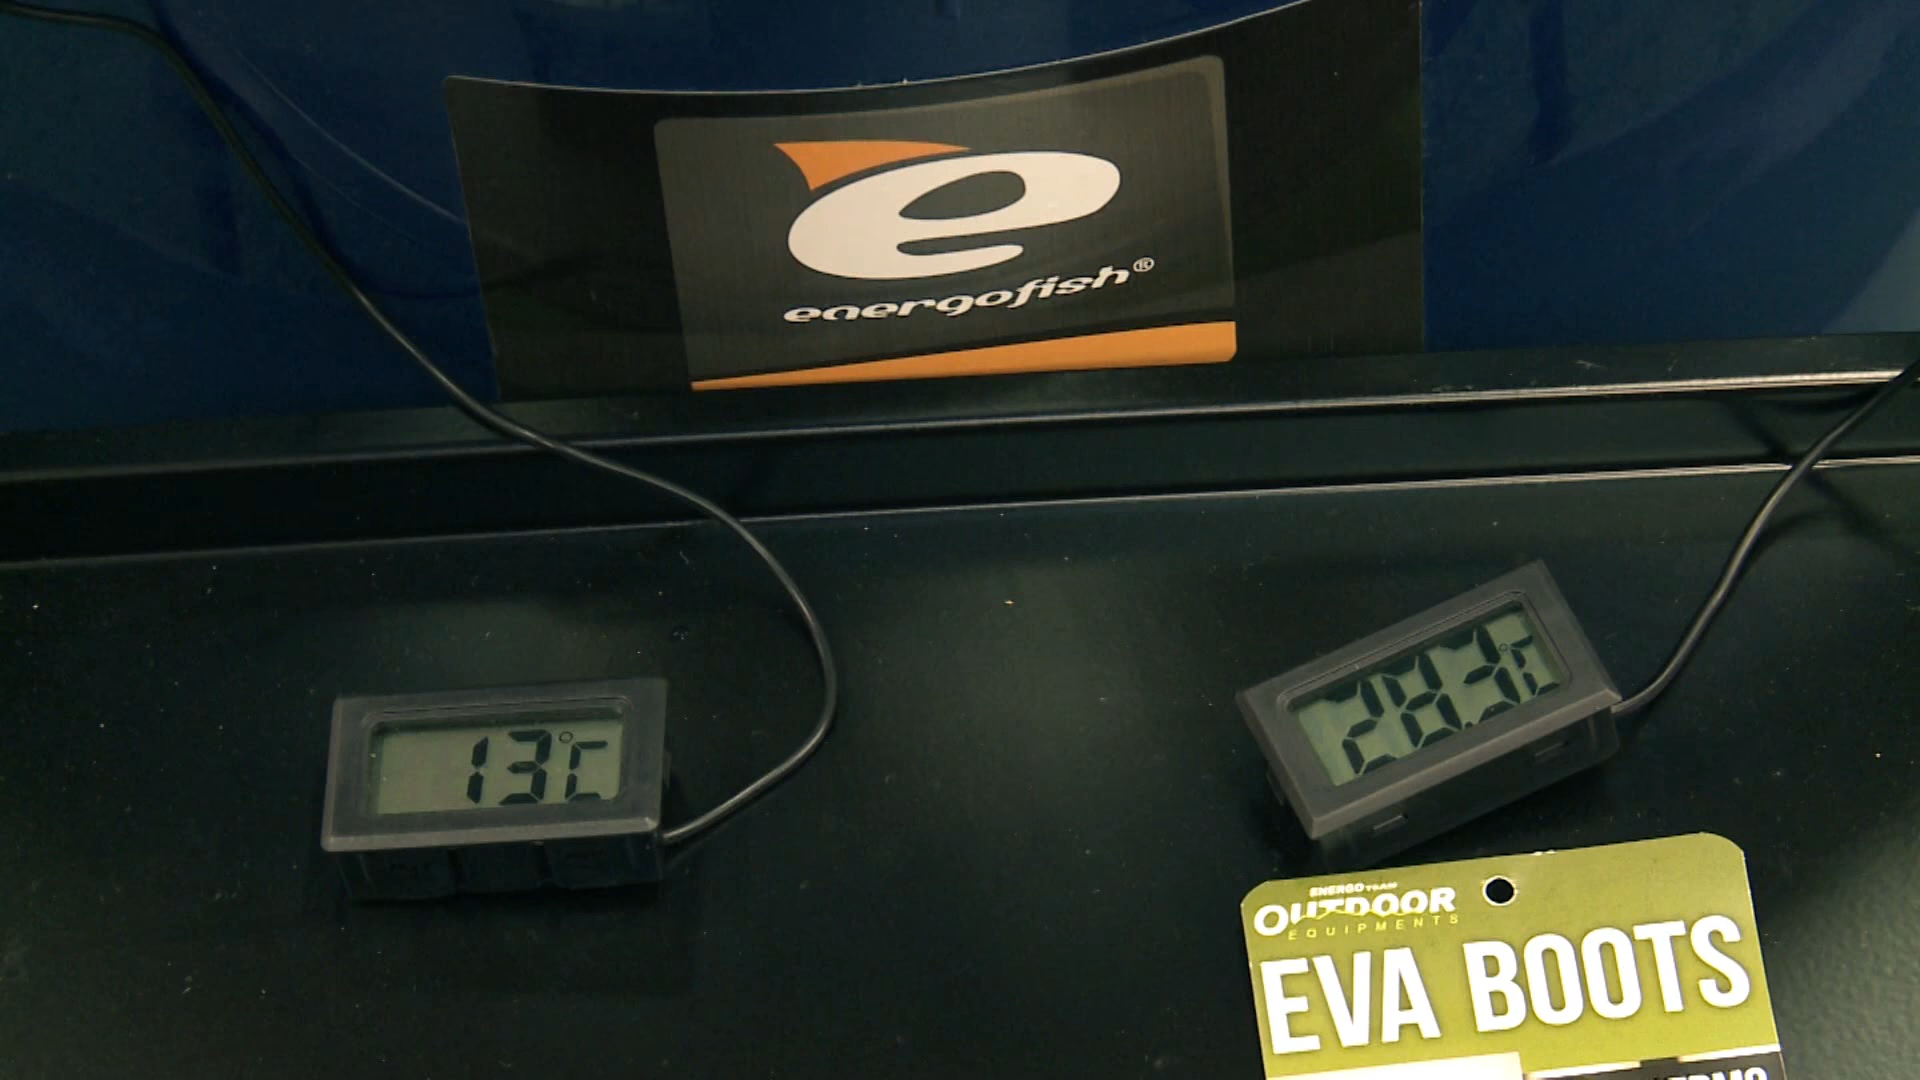 energofish®
13°C
28.3°C
ENERGO TEAM
OUTDOOR
EQUIPMENTS
EVA BOOTS